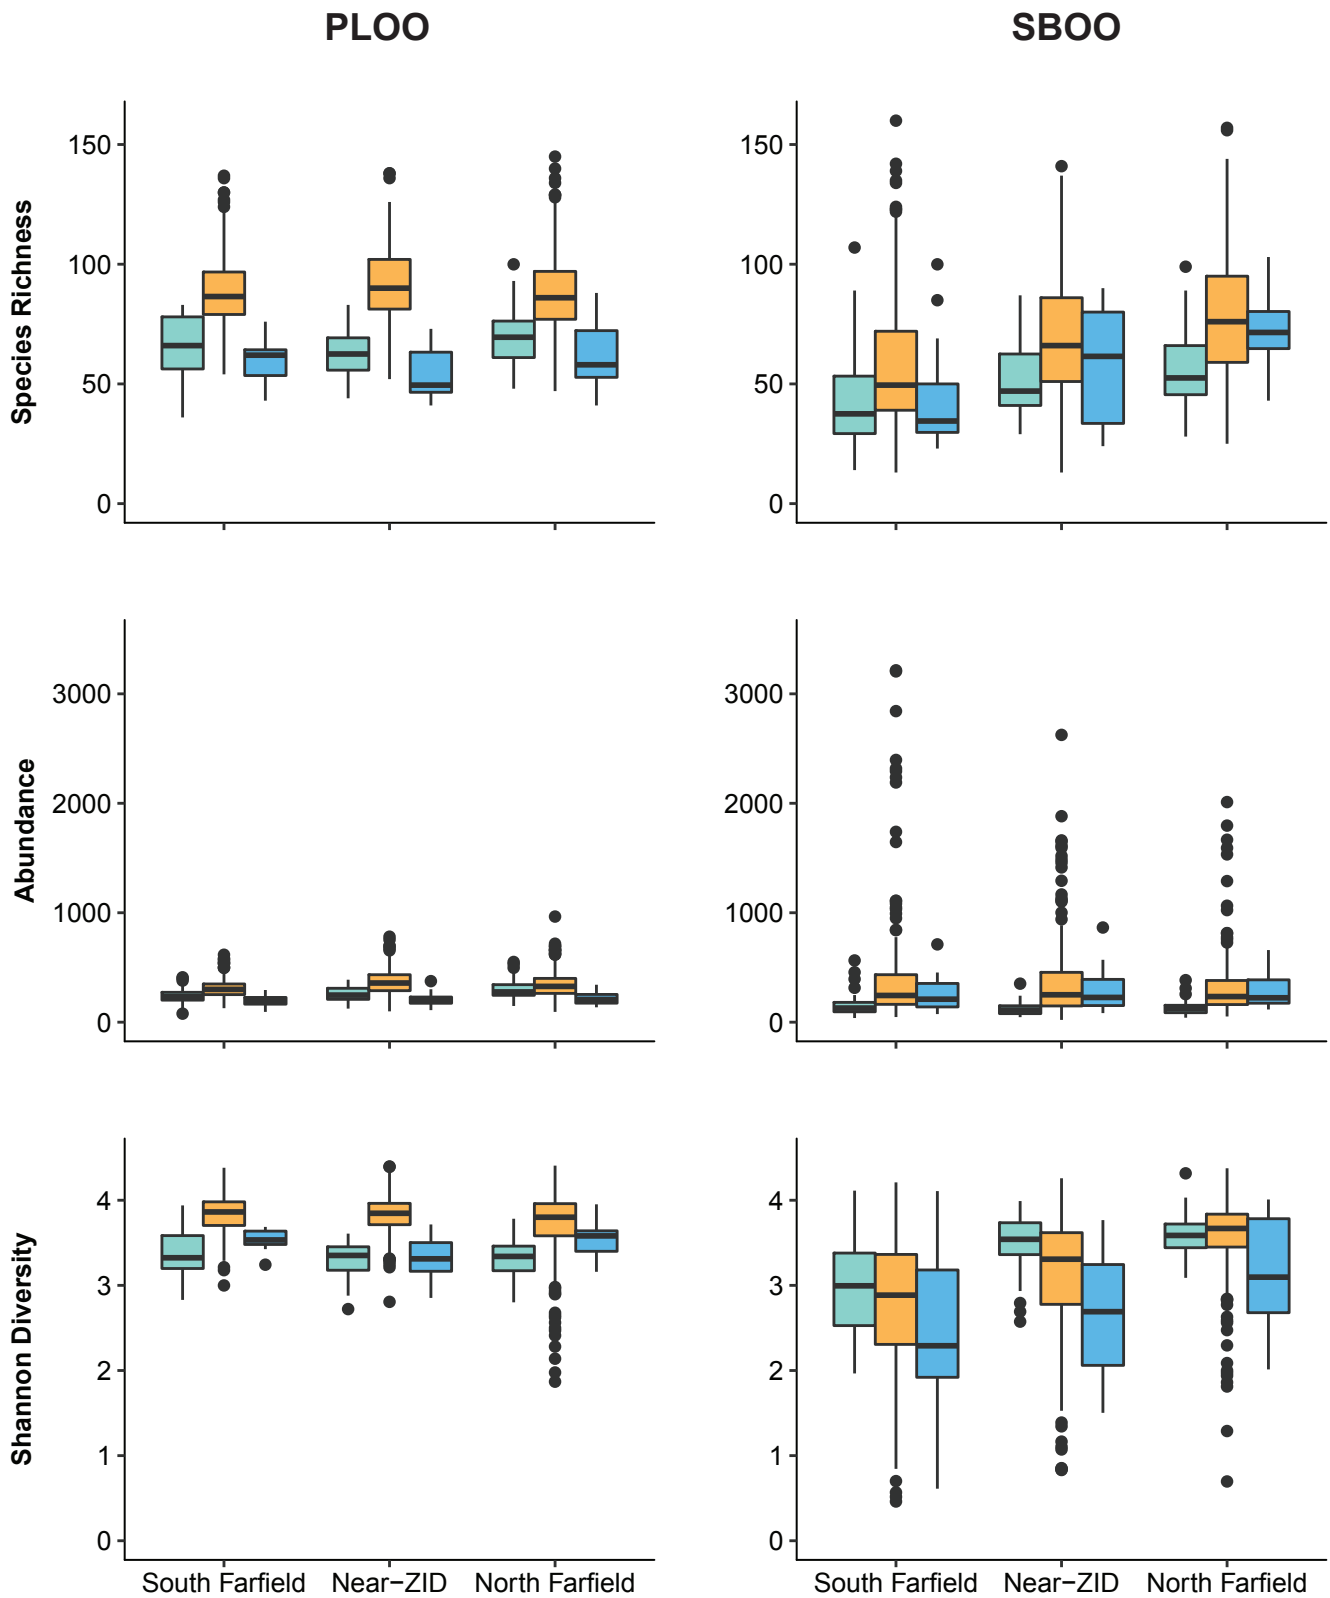 PLOO
SBOO
Species Richness
150
100
50
0
150
100
50
0
Abundance
3000
2000
1000
0
3000
2000
1000
0
Shannon Diversity
4
3
2
1
0
4
3
2
1
0
South Farfield
Near−ZID
North Farfield
South Farfield
Near−ZID
North Farfield